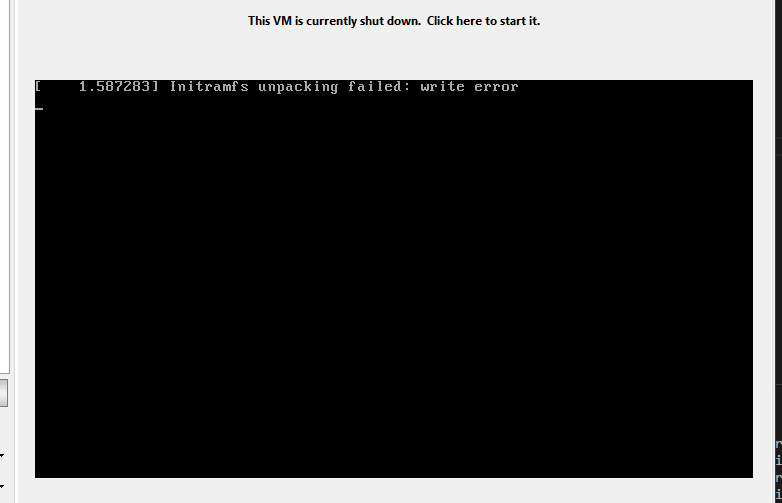 This VM is currently shut down.  Click here to start it.
[    1.587283] Initramfs unpacking failed: write error
_